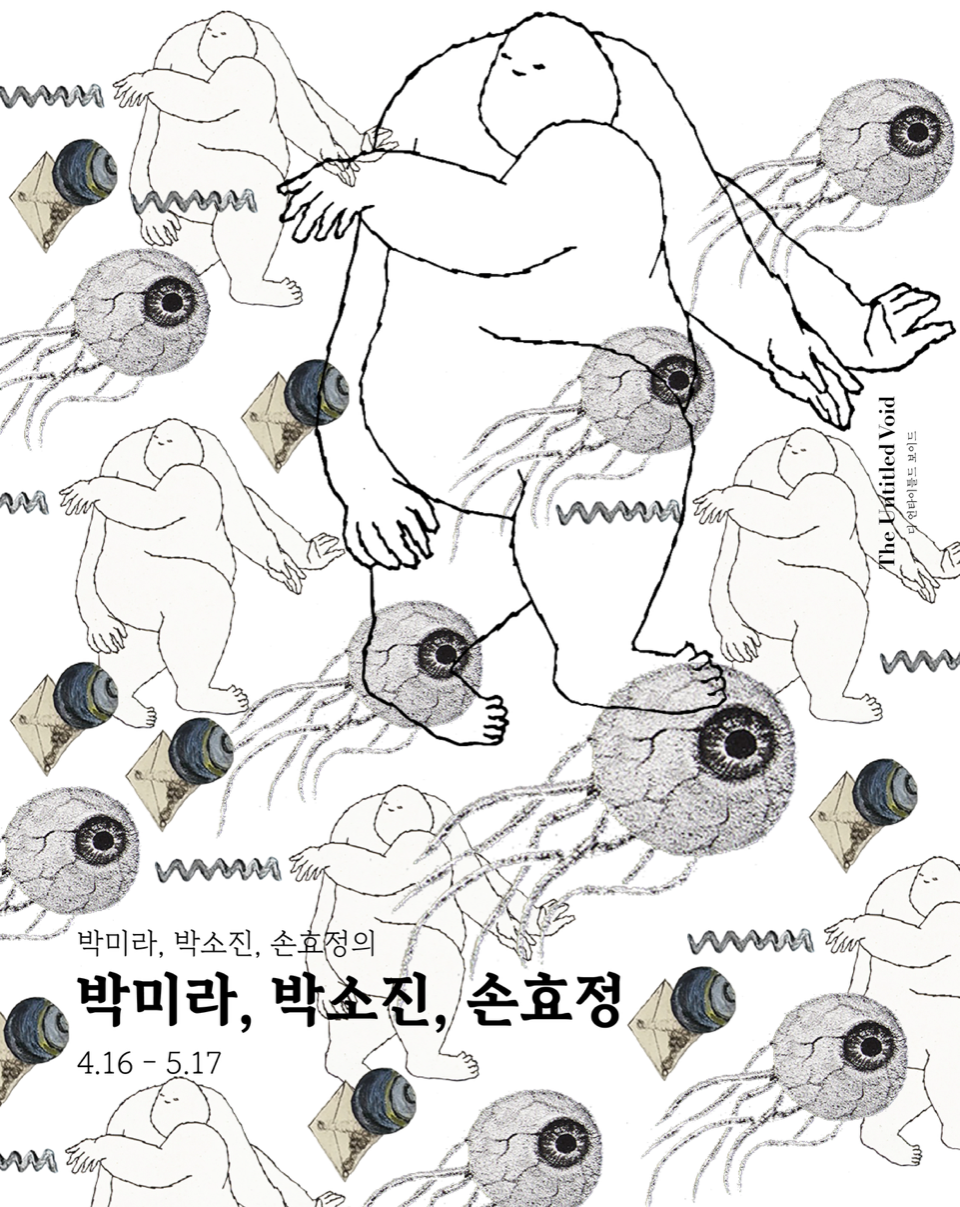 The Untitled Void
디 언타이틀드 보이드
박미라, 박소진, 손효정의
박미라, 박소진, 손효정
4.16 - 5.17